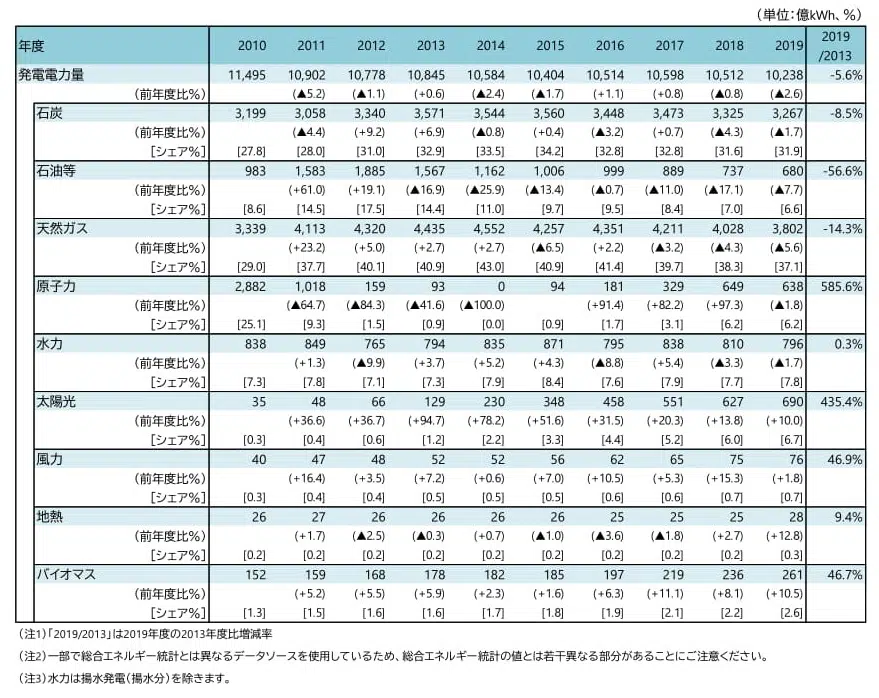 （単位：億kWh、%）
年度 2010 2011 2012 2013 2014 2015 2016 2017 2018 2019 2019/2013
発電電力量 11,495 10,902 10,778 10,845 10,584 10,404 10,514 10,598 10,512 10,238 -5.6%
（前年度比%） (▲5.2) (▲1.1) (+0.6) (▲2.4) (▲1.7) (+1.1) (+0.8) (▲0.8) (▲2.6)
石炭 3,199 3,058 3,340 3,571 3,544 3,560 3,448 3,473 3,325 3,267 -8.5%
（前年度比%） (▲4.4) (+9.2) (+6.9) (▲0.8) (+0.4) (▲3.2) (+0.7) (▲4.3) (▲1.7)
［シェア%］ [27.8] [28.0] [31.0] [32.9] [33.5] [34.2] [32.8] [32.8] [31.6] [31.9]
石油等 983 1,583 1,885 1,567 1,162 1,006 999 889 737 680 -56.6%
（前年度比%） (+61.0) (+19.1) (▲16.9) (▲25.9) (▲13.4) (▲0.7) (▲11.0) (▲17.1) (▲7.7)
［シェア%］ [8.6] [14.5] [17.5] [14.4] [11.0] [9.7] [9.5] [8.4] [7.0] [6.6]
天然ガス 3,339 4,113 4,320 4,435 4,552 4,257 4,351 4,211 4,028 3,802 -14.3%
（前年度比%） (+23.2) (+5.0) (+2.7) (+2.7) (▲6.5) (+2.2) (▲3.2) (▲4.3) (▲5.6)
［シェア%］ [29.0] [37.7] [40.1] [40.9] [43.0] [40.9] [41.4] [39.7] [38.3] [37.1]
原子力 2,882 1,018 159 93 0 94 181 329 649 638 585.6%
（前年度比%） (▲64.7) (▲84.3) (▲41.6) (▲100.0) (+91.4) (+82.2) (+97.3) (▲1.8)
［シェア%］ [25.1] [9.3] [1.5] [0.9] [0.0] [0.9] [1.7] [3.1] [6.2] [6.2]
水力 838 849 765 794 835 871 795 838 810 796 0.3%
（前年度比%） (+1.3) (▲9.9) (+3.7) (+5.2) (+4.3) (▲8.8) (+5.4) (▲3.3) (▲1.7)
［シェア%］ [7.3] [7.8] [7.1] [7.3] [7.9] [8.4] [7.6] [7.9] [7.7] [7.8]
太陽光 35 48 66 129 230 348 458 551 627 690 435.4%
（前年度比%） (+36.6) (+36.7) (+94.7) (+78.2) (+51.6) (+31.5) (+20.3) (+13.8) (+10.0)
［シェア%］ [0.3] [0.4] [0.6] [1.2] [2.2] [3.3] [4.4] [5.2] [6.0] [6.7]
風力 40 47 48 52 52 56 62 65 75 76 46.9%
（前年度比%） (+16.4) (+3.5) (+7.2) (+0.6) (+7.0) (+10.5) (+5.3) (+15.3) (+1.8)
［シェア%］ [0.3] [0.4] [0.4] [0.5] [0.5] [0.5] [0.6] [0.6] [0.7] [0.7]
地熱 26 27 26 26 26 26 25 25 25 28 9.4%
（前年度比%） (+1.7) (▲2.5) (▲0.3) (+0.7) (▲1.0) (▲3.6) (▲1.8) (+2.7) (+12.8)
［シェア%］ [0.2] [0.2] [0.2] [0.2] [0.2] [0.2] [0.2] [0.2] [0.2] [0.3]
バイオマス 152 159 168 178 182 185 197 219 236 261 46.7%
（前年度比%） (+5.2) (+5.5) (+5.9) (+2.3) (+1.6) (+6.3) (+11.1) (+8.1) (+10.5)
［シェア%］ [1.3] [1.5] [1.6] [1.6] [1.7] [1.8] [1.9] [2.1] [2.2] [2.6]
（注1）「2019/2013」は2019年度の2013年度比増減率
（注2）一部で総合エネルギー統計とは異なるデータソースを使用しているため、総合エネルギー統計の値とは若干異なる部分があることにご注意ください。
（注3）水力は揚水発電（揚水分）を除きます。